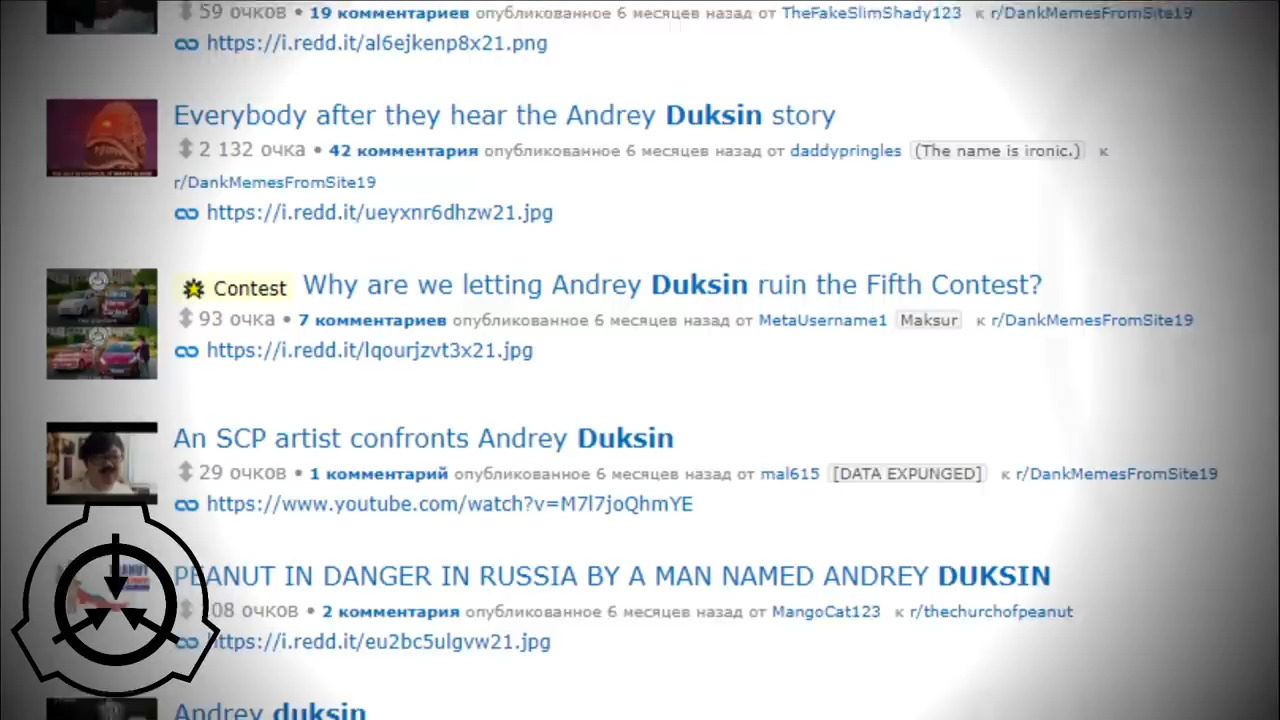 59 очков • 19 комментариев опубликованное 6 месяцев назад от TheFakeSlimShady123 к r/DankMemesFromSite19
https://i.redd.it/al6ejkenp8x21.png
Everybody after they hear the Andrey Duksin story
2 132 очка • 42 комментария опубликованное 6 месяцев назад от daddypringles (The name is ironic.) к
r/DankMemesFromSite19
https://i.redd.it/ueyxnr6dhzw21.jpg
Contest Why are we letting Andrey Duksin ruin the Fifth Contest?
93 очка • 7 комментариев опубликованное 6 месяцев назад от MetaUsername1 Maksur к r/DankMemesFromSite19
https://i.redd.it/lqourjzvt3x21.jpg
An SCP artist confronts Andrey Duksin
29 очков • 1 комментарий опубликованное 6 месяцев назад от mal615 [DATA EXPUNGED] к r/DankMemesFromSite19
https://www.youtube.com/watch?v=M7l7joQhmYE
PEANUT IN DANGER IN RUSSIA BY A MAN NAMED ANDREY DUKSIN
08 очков • 2 комментария опубликованное 6 месяцев назад от MangoCat123 к r/thechurchofpeanut
https://i.redd.it/eu2bc5ulgvw21.jpg
Andrey duksin